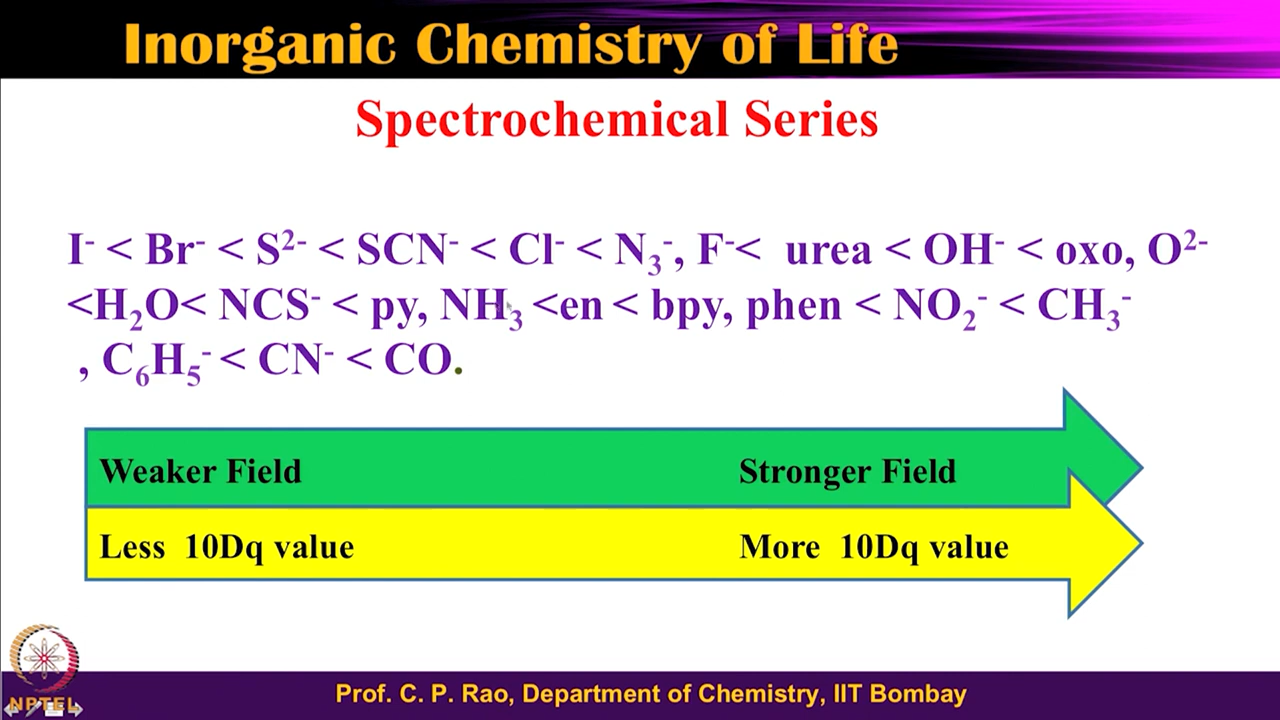 Inorganic Chemistry of Life
Spectrochemical Series
I⁻ < Br⁻ < S²⁻ < SCN⁻ < Cl⁻ < N₃⁻, F⁻< urea < OH⁻ < oxo, O²⁻
<H₂O< NCS⁻ < py, NH₃ <en < bpy, phen < NO₂⁻ < CH₃⁻
, C₆H₅⁻ < CN⁻ < CO.
Weaker Field Stronger Field
Less 10Dq value More 10Dq value
NPTEL
Prof. C. P. Rao, Department of Chemistry, IIT Bombay